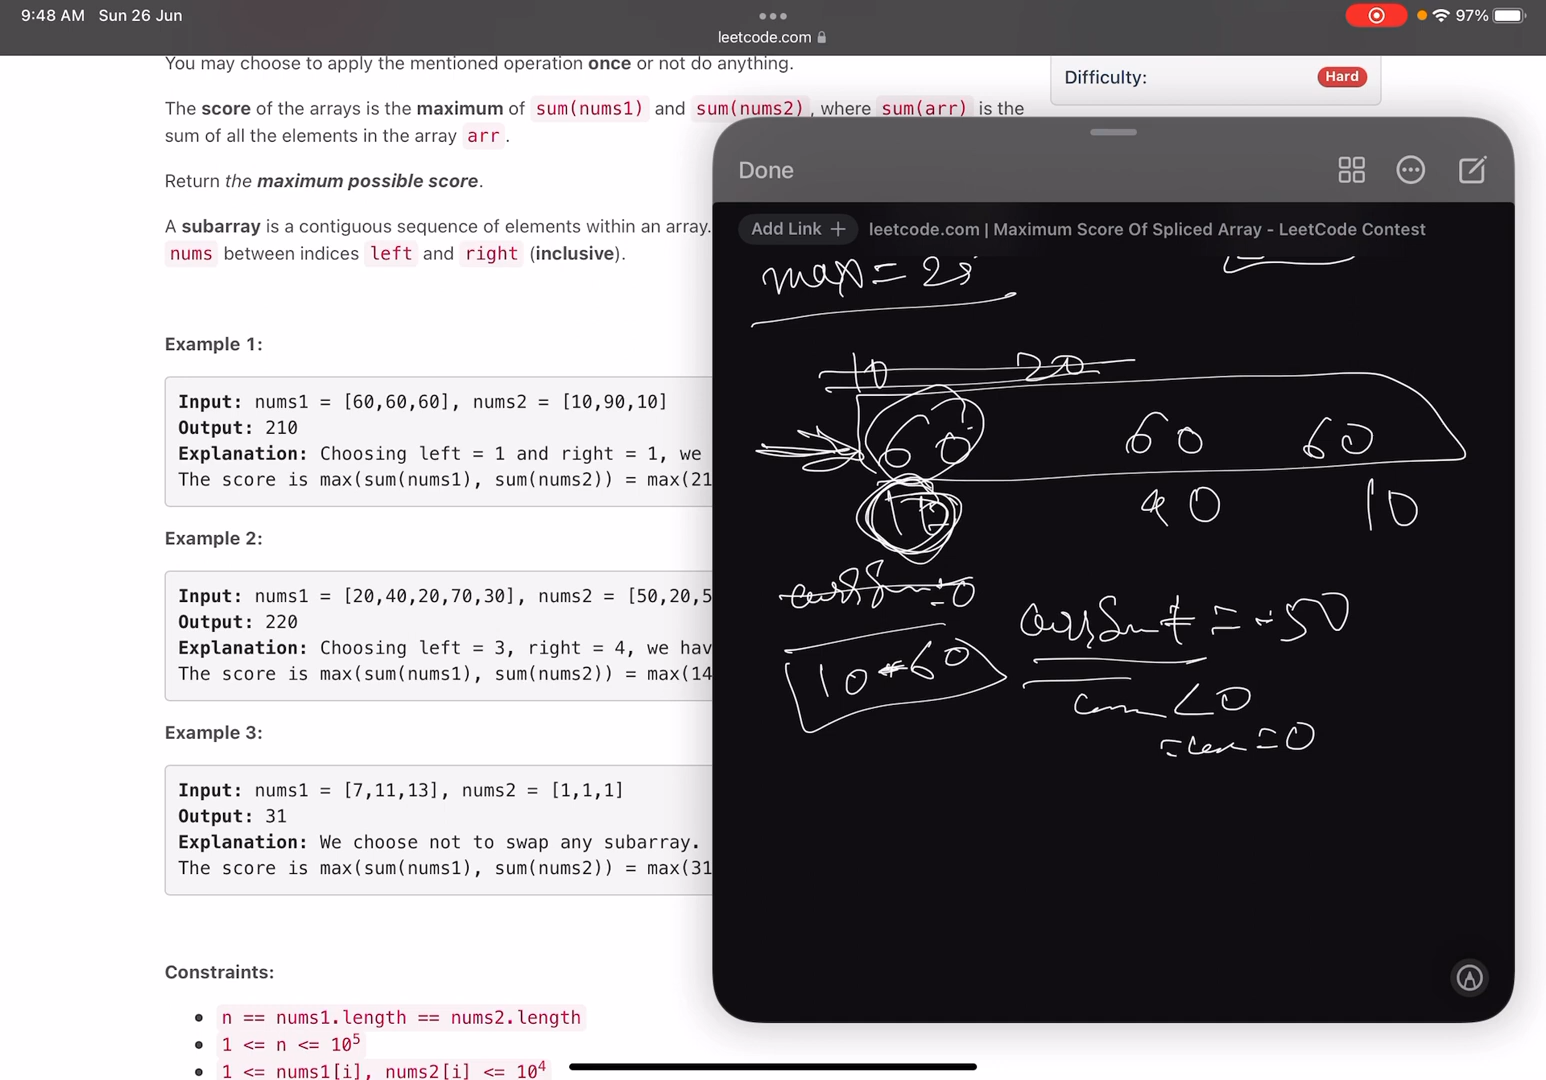 9:48 AM Sun 26 Jun
leetcode.com
97%
You may choose to apply the mentioned operation once or not do anything.
The score of the arrays is the maximum of sum(nums1) and sum(nums2), where sum(arr) is the
sum of all the elements in the array arr.
Return the maximum possible score.
A subarray is a contiguous sequence of elements within an array.
nums between indices left and right (inclusive).
Difficulty: Hard
Example 1:
Input: nums1 = [60,60,60], nums2 = [10,90,10]
Output: 210
Explanation: Choosing left = 1 and right = 1, we
The score is max(sum(nums1), sum(nums2)) = max(21
Example 2:
Input: nums1 = [20,40,20,70,30], nums2 = [50,20,5
Output: 220
Explanation: Choosing left = 3, right = 4, we hav
The score is max(sum(nums1), sum(nums2)) = max(14
Example 3:
Input: nums1 = [7,11,13], nums2 = [1,1,1]
Output: 31
Explanation: We choose not to swap any subarray.
The score is max(sum(nums1), sum(nums2)) = max(31
Constraints:
n == nums1.length == nums2.length
1 <= n <= 10^5
1 <= nums1[i], nums2[i] <= 10^4
Done
Add Link + leetcode.com | Maximum Score Of Spliced Array - LeetCode Contest
max = 2
10 20
60 60 60
90 10
currSum = 0
currSum += -50
10 - 60
< 0
= 0